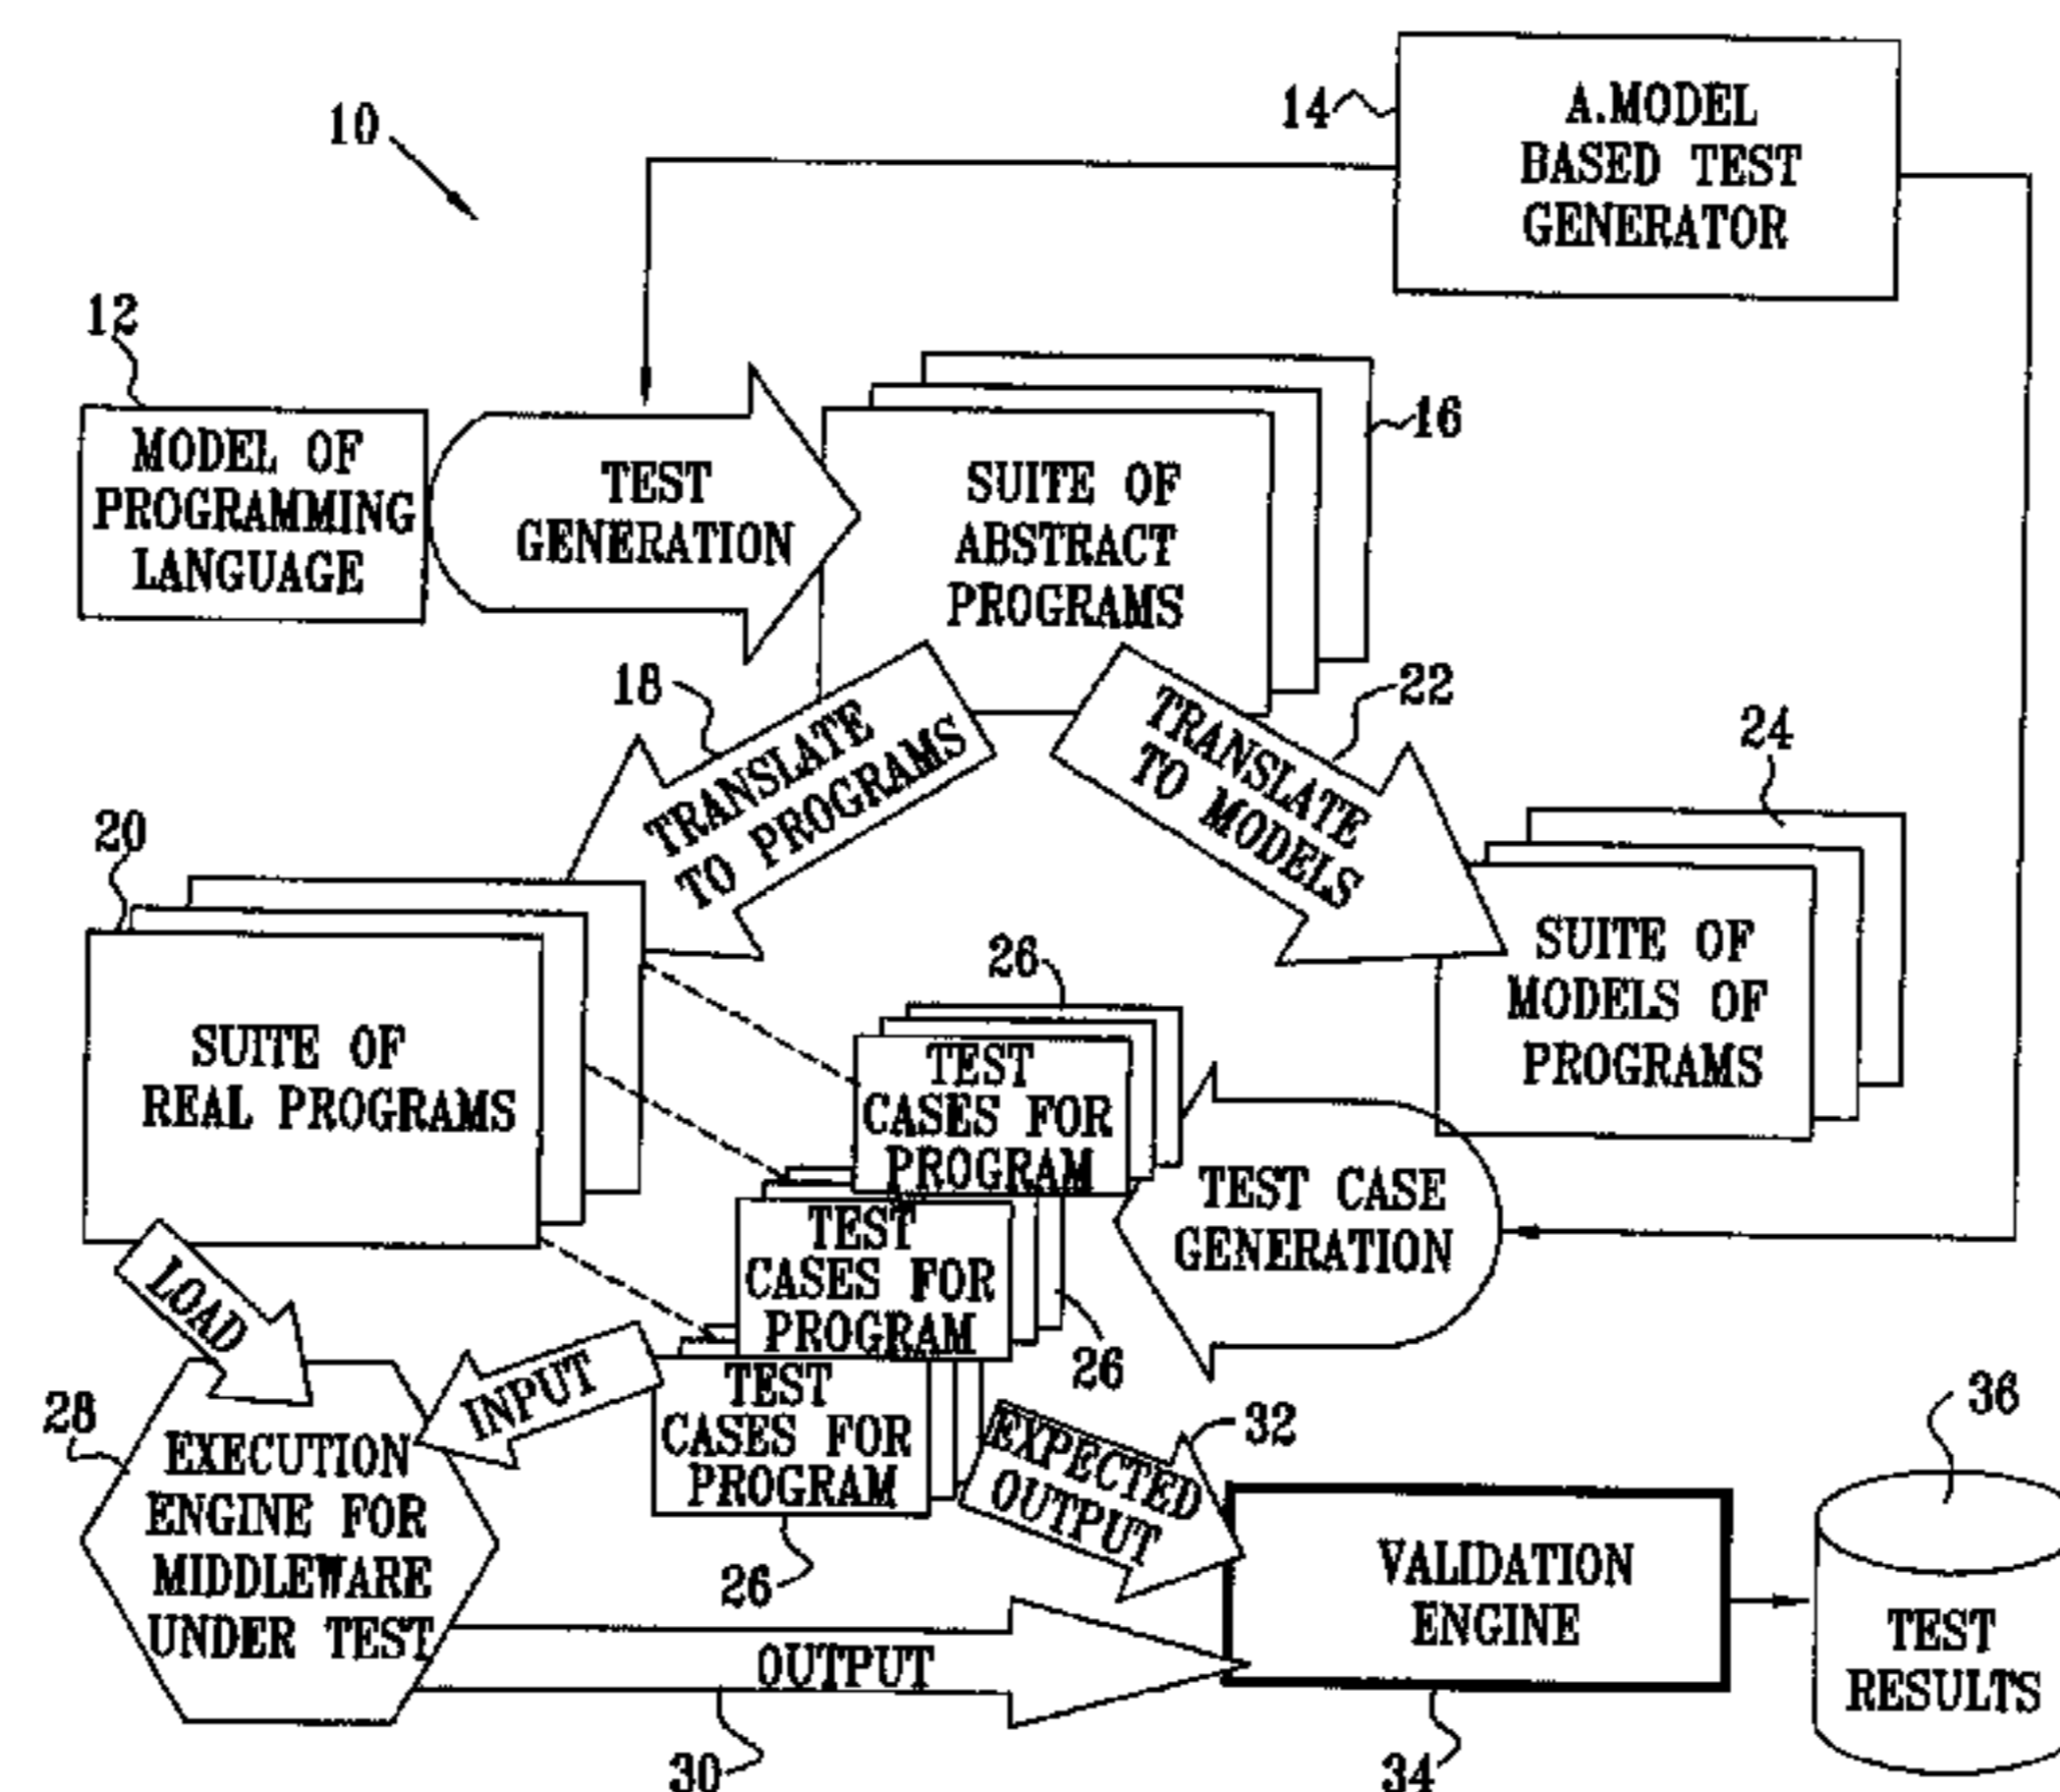 10
14
A.MODEL
BASED TEST
GENERATOR
12
MODEL OF
PROGRAMMING
LANGUAGE
TEST
GENERATION
SUITE OF
ABSTRACT
PROGRAMS
16
18
TRANSLATE
TO PROGRAMS
22
TRANSLATE
TO MODELS
24
20
SUITE OF
REAL PROGRAMS
SUITE OF
MODELS OF
PROGRAMS
26
TEST
CASES FOR
PROGRAM
TEST CASE
GENERATION
TEST
CASES FOR
PROGRAM
26
LOAD
INPUT
TEST
CASES FOR
PROGRAM
26
28
EXECUTION
ENGINE FOR
MIDDLEWARE
UNDER TEST
EXPECTED
OUTPUT
32
VALIDATION
ENGINE
36
TEST
RESULTS
OUTPUT
30
34